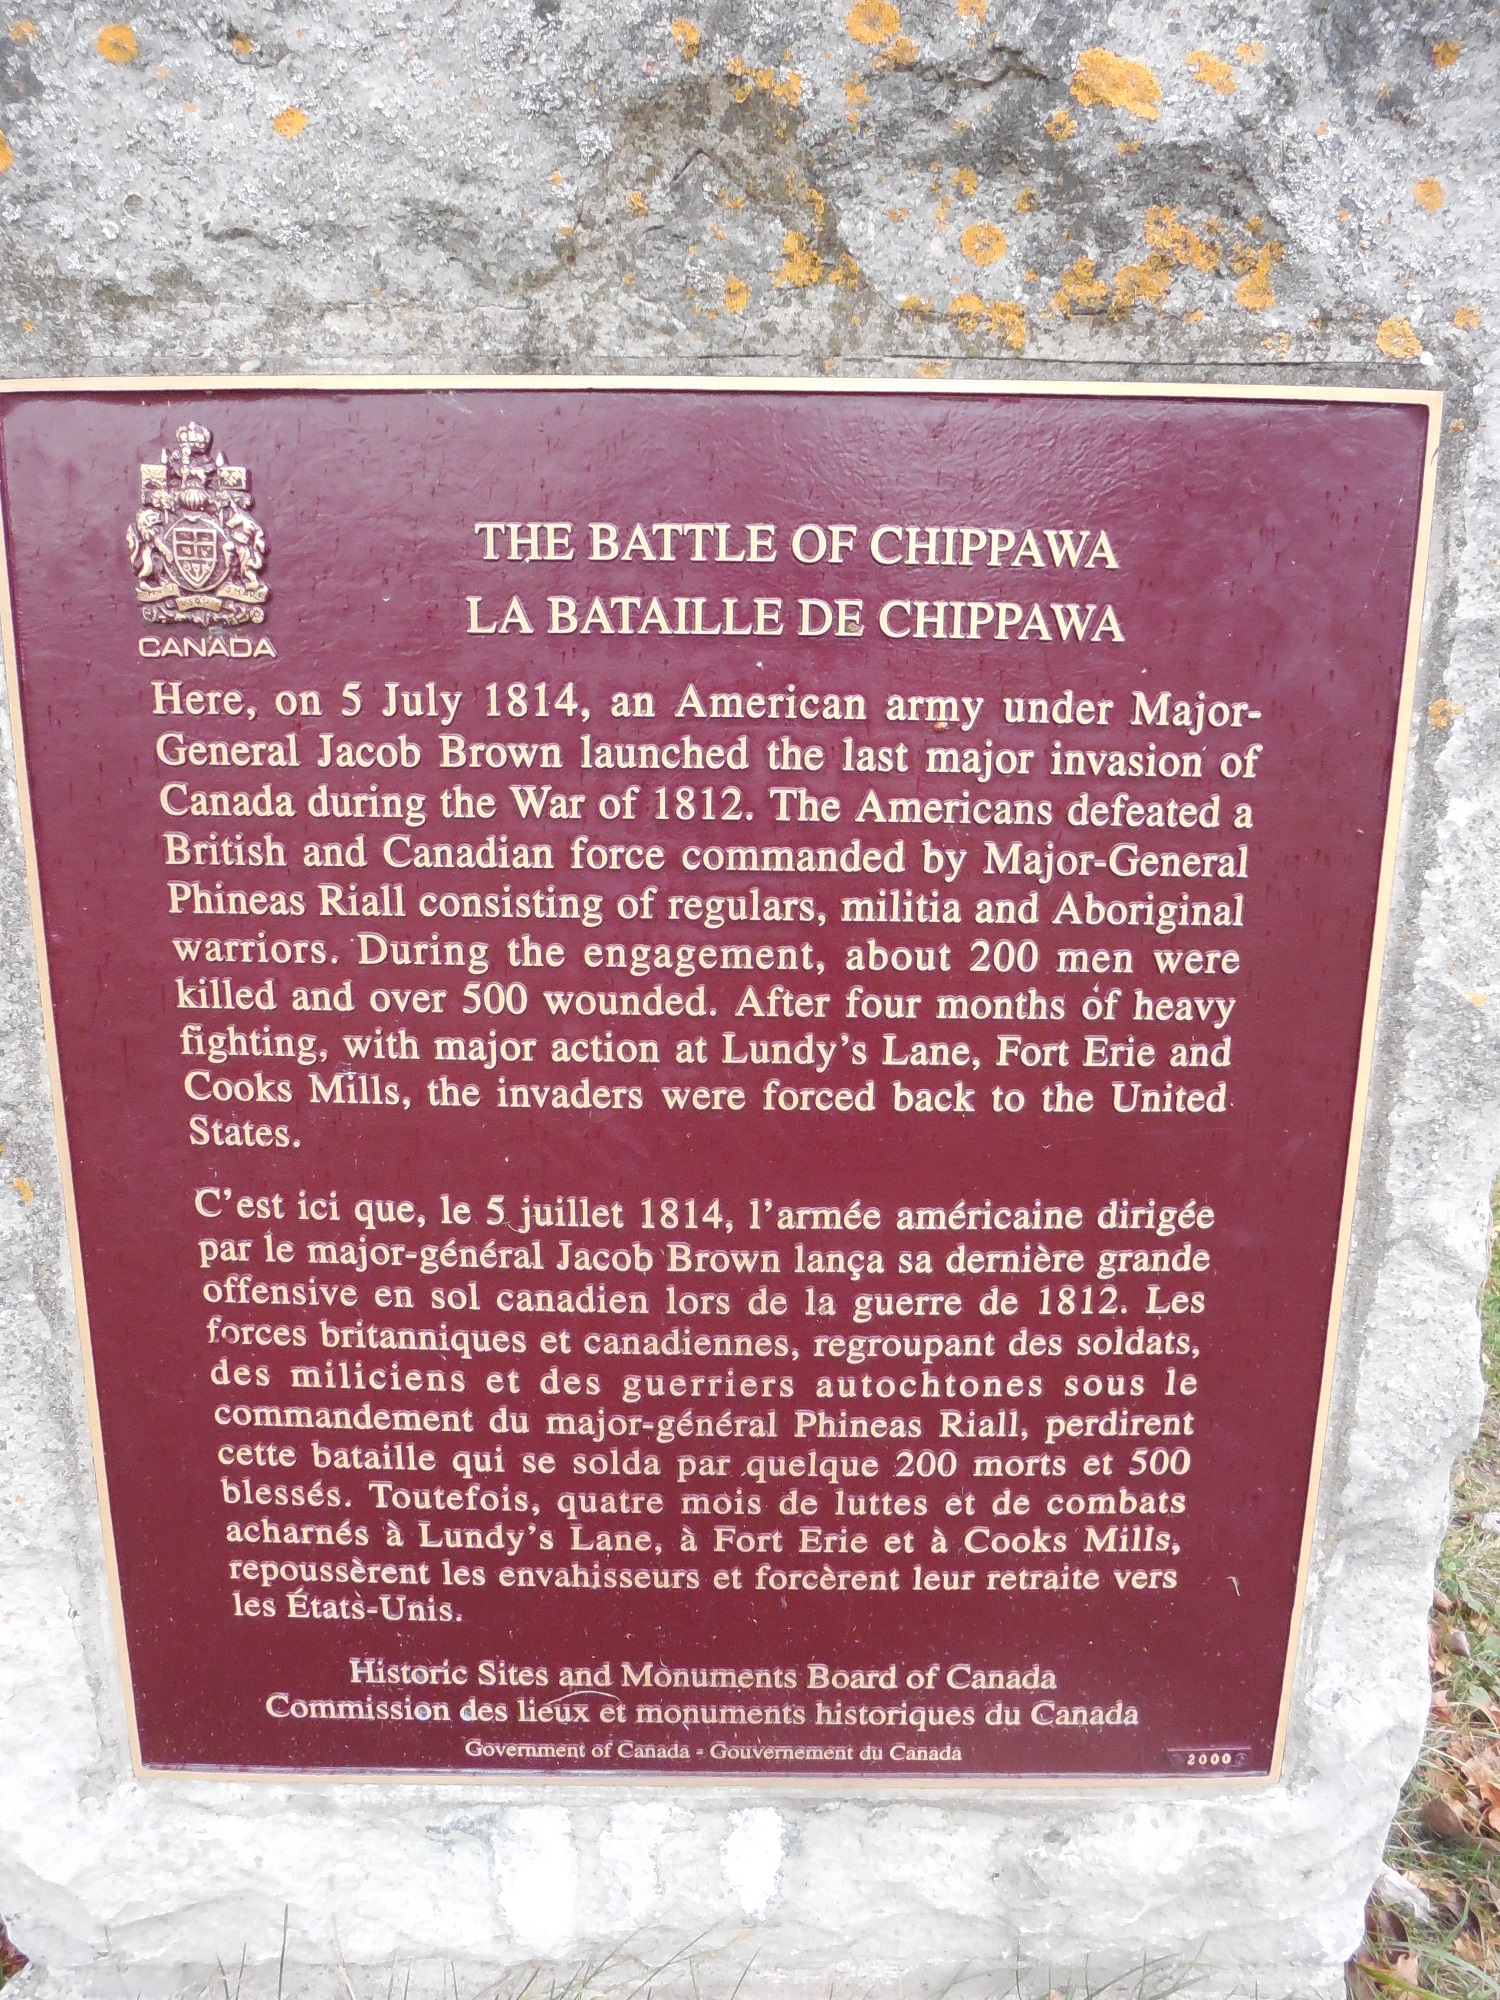 THE BATTLE OF CHIPPAWA
LA BATAILLE DE CHIPPAWA
CANADA
Here, on 5 July 1814, an American army under Major-
General Jacob Brown launched the last major invasion of
Canada during the War of 1812. The Americans defeated a
British and Canadian force commanded by Major-General
Phineas Riall consisting of regulars, militia and Aboriginal
warriors. During the engagement, about 200 men were
killed and over 500 wounded. After four months of heavy
fighting, with major action at Lundy's Lane, Fort Erie and
Cooks Mills, the invaders were forced back to the United
States.
C'est ici que, le 5 juillet 1814, l'armée américaine dirigée
par le major-général Jacob Brown lança sa dernière grande
offensive en sol canadien lors de la guerre de 1812. Les
forces britanniques et canadiennes, regroupant des soldats,
des miliciens et des guerriers autochtones sous le
commandement du major-général Phineas Riall, perdirent
cette bataille qui se solda par quelque 200 morts et 500
blessés. Toutefois, quatre mois de luttes et de combats
acharnés à Lundy's Lane, à Fort Erie et à Cooks Mills,
repoussèrent les envahisseurs et forcèrent leur retraite vers
les États-Unis.
Historic Sites and Monuments Board of Canada
Commission des lieux et monuments historiques du Canada
Government of Canada - Gouvernement du Canada
2000